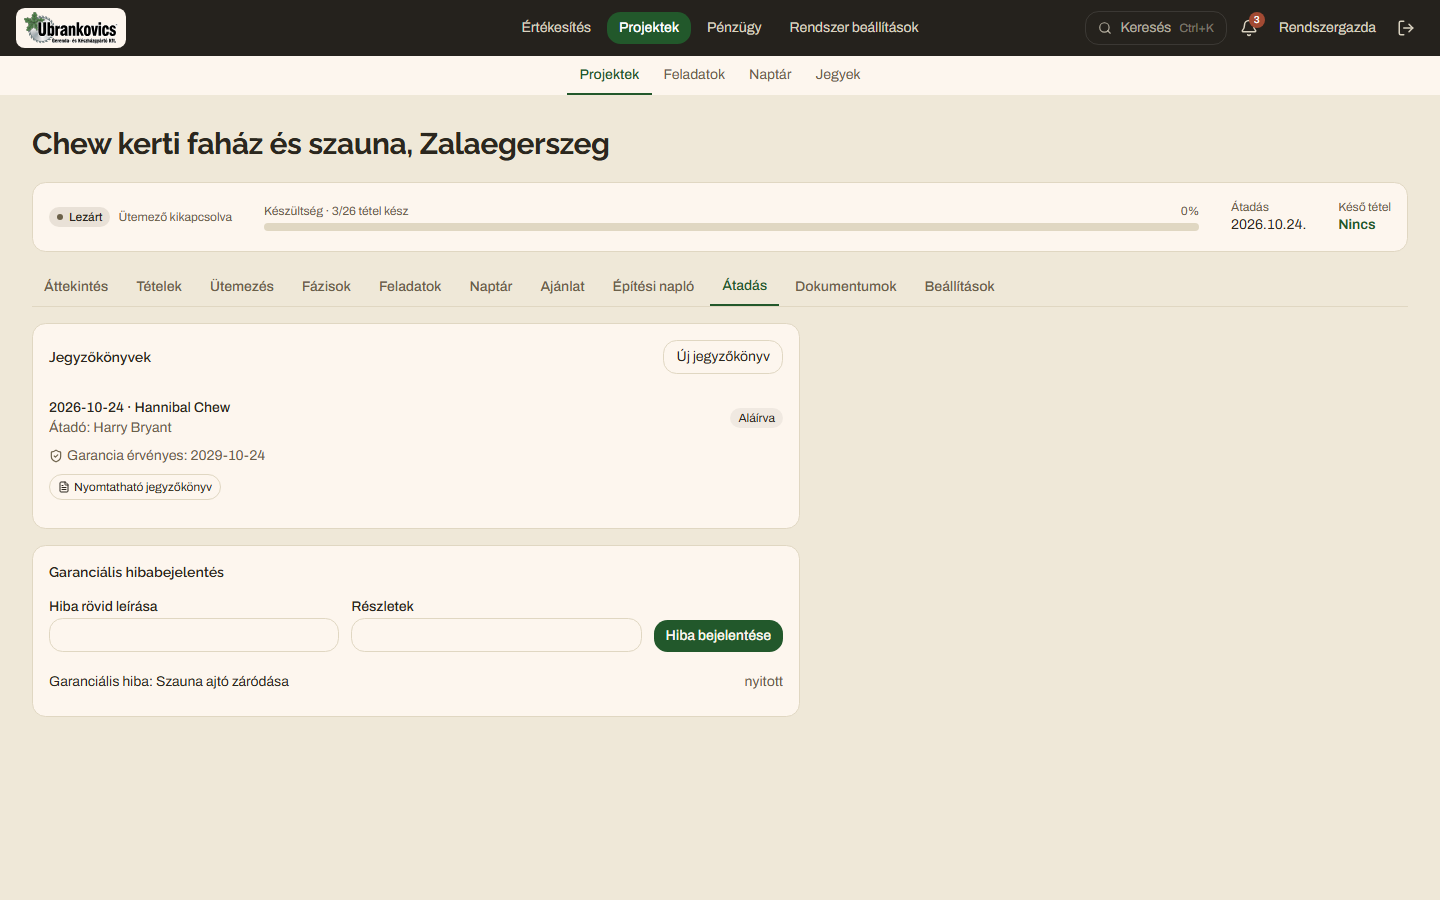 Ubrankovics
Gerenda- és Készházgyártó Kft.
Értékesítés
Projektek
Pénzügy
Rendszer beállítások
Keresés Ctrl+K
3
Rendszergazda
Projektek
Feladatok
Naptár
Jegyek
Chew kerti faház és szauna, Zalaegerszeg
Lezárt
Ütemező kikapcsolva
Készültség · 3/26 tétel kész
0%
Átadás
2026.10.24.
Késő tétel
Nincs
Áttekintés
Tételek
Ütemezés
Fázisok
Feladatok
Naptár
Ajánlat
Építési napló
Átadás
Dokumentumok
Beállítások
Jegyzőkönyvek
Új jegyzőkönyv
2026-10-24 · Hannibal Chew
Átadó: Harry Bryant
Aláírva
Garancia érvényes: 2029-10-24
Nyomtatható jegyzőkönyv
Garanciális hibabejelentés
Hiba rövid leírása
Részletek
Hiba bejelentése
Garanciális hiba: Szauna ajtó záródása
nyitott